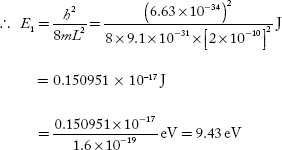 ∴ E₁ = ℏ²/8mL² = (6.63×10⁻³⁴)²/8×9.1×10⁻³¹×[2×10⁻¹⁰]² J
= 0.150951 × 10⁻¹⁷ J
= 0.150951×10⁻¹⁷/1.6×10⁻¹⁹ eV = 9.43 eV